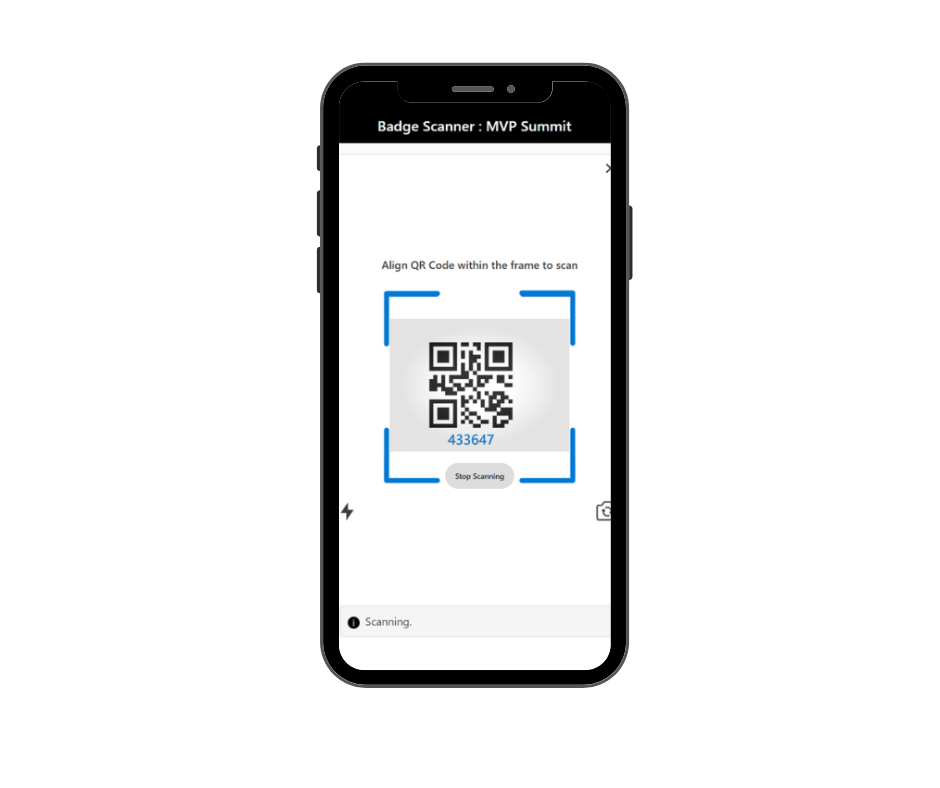 Badge Scanner : MVP Summit
Align QR Code within the frame to scan
433647
Stop Scanning
Scanning.